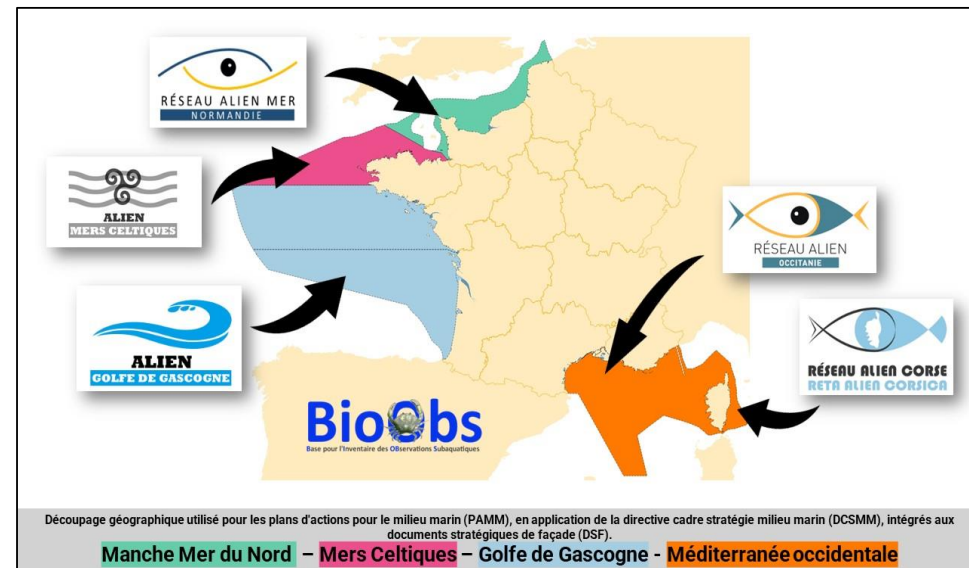 RÉSEAU ALIEN MER
NORMANDIE
ALIEN
MERS CELTIQUES
ALIEN
GOLFE DE GASCOGNE
RÉSEAU ALIEN
OCCITANIE
RÉSEAU ALIEN CORSE
RETA ALIEN CORSICA
BioObs
Base pour l'Inventaire des OBservations Subaquatiques
Découpage géographique utilisé pour les plans d'actions pour le milieu marin (PAMM), en application de la directive cadre stratégie milieu marin (DCSMM), intégrés aux
documents stratégiques de façade (DSF).
Manche Mer du Nord – Mers Celtiques – Golfe de Gascogne - Méditerranée occidentale